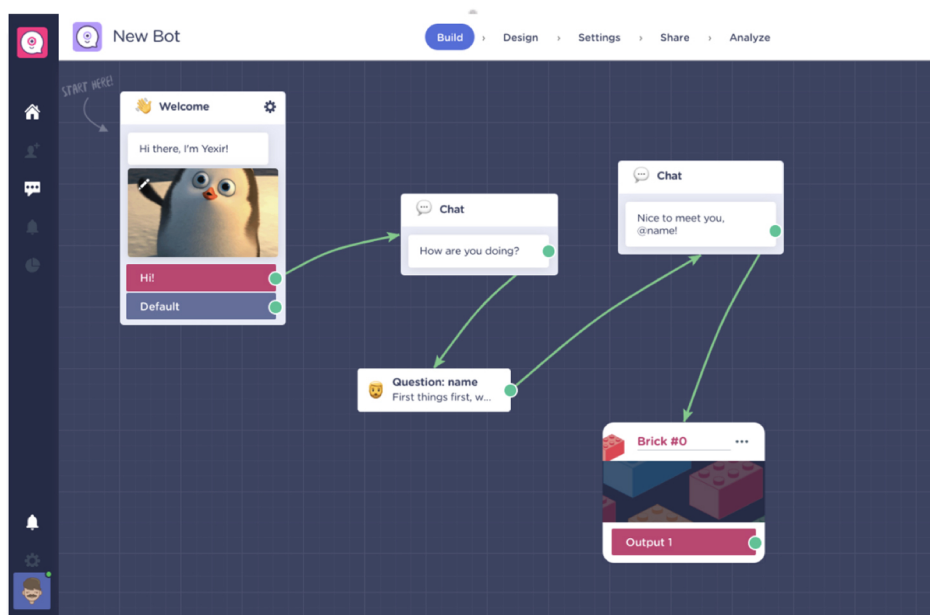 New Bot
Build
Design
Settings
Share
Analyze
START HERE!
Welcome
Hi there, I'm Yexir!
Hi!
Default
Chat
How are you doing?
Question: name
First things first, w...
Chat
Nice to meet you,
@name!
Brick #0
Output 1